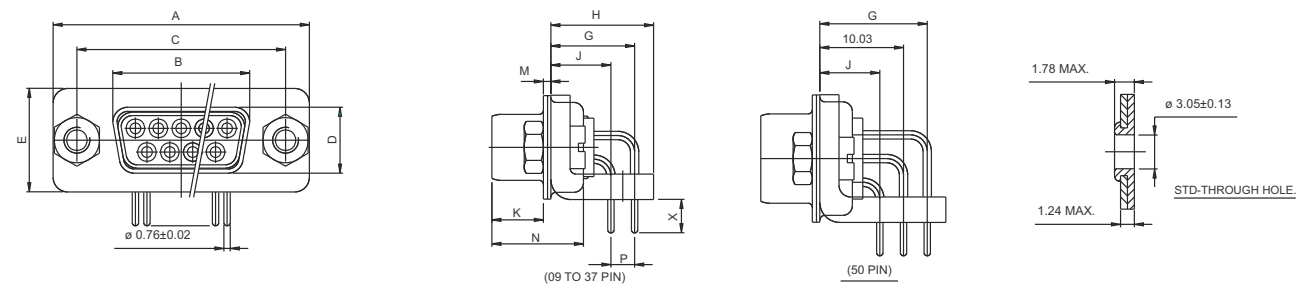 A
C
B
E
D
ø 0.76±0.02
H
G
J
M
K
N
X
P
(09 TO 37 PIN)
G
10.03
J
(50 PIN)
1.78 MAX.
ø 3.05±0.13
1.24 MAX.
STD-THROUGH HOLE.